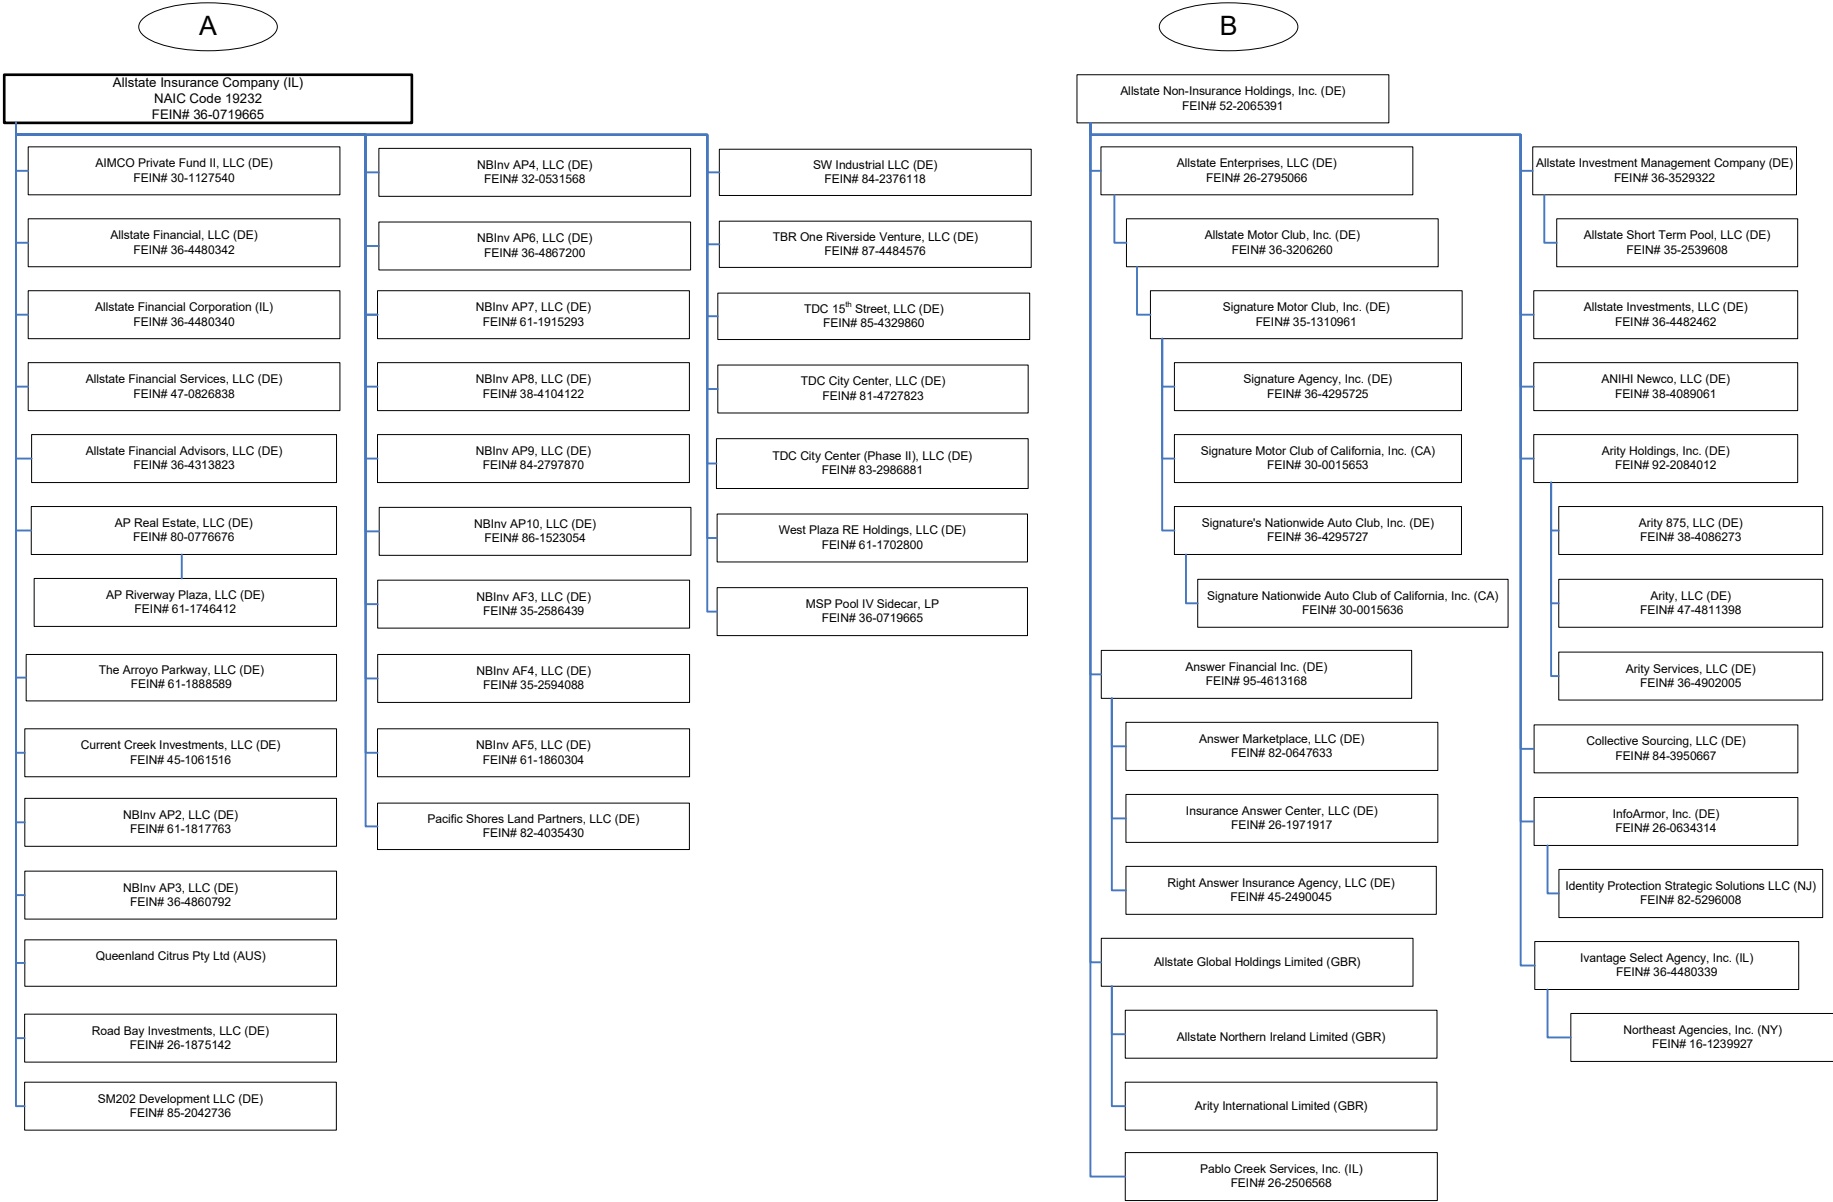 A
Allstate Insurance Company (IL)
NAIC Code 19232
FEIN# 36-0719665
AIMCO Private Fund II, LLC (DE)
FEIN# 30-1127540
Allstate Financial, LLC (DE)
FEIN# 36-4480342
Allstate Financial Corporation (IL)
FEIN# 36-4480340
Allstate Financial Services, LLC (DE)
FEIN# 47-0826838
Allstate Financial Advisors, LLC (DE)
FEIN# 36-4313823
AP Real Estate, LLC (DE)
FEIN# 80-0776676
AP Riverway Plaza, LLC (DE)
FEIN# 61-1746412
The Arroyo Parkway, LLC (DE)
FEIN# 61-1888589
Current Creek Investments, LLC (DE)
FEIN# 45-1061516
NBInv AP2, LLC (DE)
FEIN# 61-1817763
NBInv AP3, LLC (DE)
FEIN# 36-4860792
Queenland Citrus Pty Ltd (AUS)
Road Bay Investments, LLC (DE)
FEIN# 26-1875142
SM202 Development LLC (DE)
FEIN# 85-2042736
NBInv AP4, LLC (DE)
FEIN# 32-0531568
NBInv AP6, LLC (DE)
FEIN# 36-4867200
NBInv AP7, LLC (DE)
FEIN# 61-1915293
NBInv AP8, LLC (DE)
FEIN# 38-4104122
NBInv AP9, LLC (DE)
FEIN# 84-2797870
NBInv AP10, LLC (DE)
FEIN# 86-1523054
NBInv AF3, LLC (DE)
FEIN# 35-2586439
NBInv AF4, LLC (DE)
FEIN# 35-2594088
NBInv AF5, LLC (DE)
FEIN# 61-1860304
Pacific Shores Land Partners, LLC (DE)
FEIN# 82-4035430
SW Industrial LLC (DE)
FEIN# 84-2376118
TBR One Riverside Venture, LLC (DE)
FEIN# 87-4484576
TDC 15th Street, LLC (DE)
FEIN# 85-4329860
TDC City Center, LLC (DE)
FEIN# 81-4727823
TDC City Center (Phase II), LLC (DE)
FEIN# 83-2986881
West Plaza RE Holdings, LLC (DE)
FEIN# 61-1702800
MSP Pool IV Sidecar, LP
FEIN# 36-0719665
B
Allstate Non-Insurance Holdings, Inc. (DE)
FEIN# 52-2065391
Allstate Enterprises, LLC (DE)
FEIN# 26-2795066
Allstate Motor Club, Inc. (DE)
FEIN# 36-3206260
Signature Motor Club, Inc. (DE)
FEIN# 35-1310961
Signature Agency, Inc. (DE)
FEIN# 36-4295725
Signature Motor Club of California, Inc. (CA)
FEIN# 30-0015653
Signature's Nationwide Auto Club, Inc. (DE)
FEIN# 36-4295727
Signature Nationwide Auto Club of California, Inc. (CA)
FEIN# 30-0015636
Answer Financial Inc. (DE)
FEIN# 95-4613168
Answer Marketplace, LLC (DE)
FEIN# 82-0647633
Insurance Answer Center, LLC (DE)
FEIN# 26-1971917
Right Answer Insurance Agency, LLC (DE)
FEIN# 45-2490045
Allstate Global Holdings Limited (GBR)
Allstate Northern Ireland Limited (GBR)
Arity International Limited (GBR)
Pablo Creek Services, Inc. (IL)
FEIN# 26-2506568
Allstate Investment Management Company (DE)
FEIN# 36-3529322
Allstate Short Term Pool, LLC (DE)
FEIN# 35-2539608
Allstate Investments, LLC (DE)
FEIN# 36-4482462
ANIHI Newco, LLC (DE)
FEIN# 38-4089061
Arity Holdings, Inc. (DE)
FEIN# 92-2084012
Arity 875, LLC (DE)
FEIN# 38-4086273
Arity, LLC (DE)
FEIN# 47-4811398
Arity Services, LLC (DE)
FEIN# 36-4902005
Collective Sourcing, LLC (DE)
FEIN# 84-3950667
InfoArmor, Inc. (DE)
FEIN# 26-0634314
Identity Protection Strategic Solutions LLC (NJ)
FEIN# 82-5296008
Ivantage Select Agency, Inc. (IL)
FEIN# 36-4480339
Northeast Agencies, Inc. (NY)
FEIN# 16-1239927